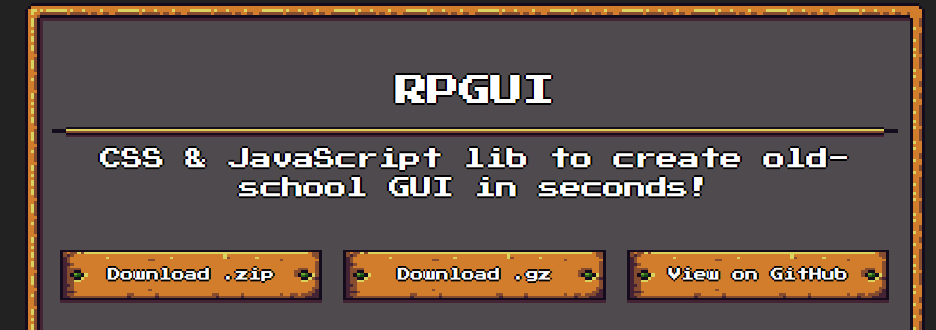 RPGUI
CSS & JavaScript lib to create old-
school GUI in seconds!
Download .zip
Download .gz
View on GitHub